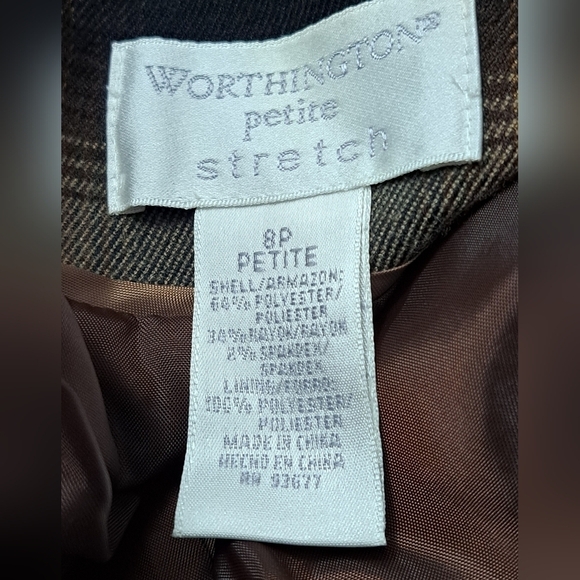 WORTHINGTON®
petite
stretch
8P
PETITE
SHELL/ARMAZON:
64% POLYESTER/
POLIESTER
34% RAYON/RAYON
2% SPANDEX/
SPANDEX
LINING/FORRO:
100% POLYESTER/
POLIESTER
MADE IN CHINA
HECHO EN CHINA
RN 93677